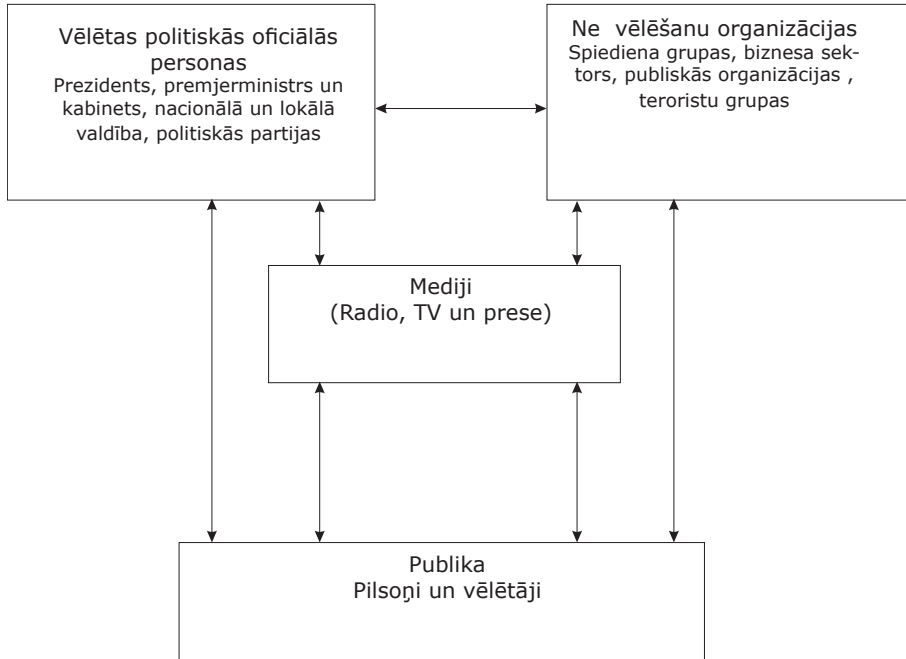 Vēlētas politiskās oficiālās
personas
Prezidents, premjerministrs un
kabinets, nacionālā un lokālā
valdība, politiskās partijas
Ne vēlēšanu organizācijas
Spiediena grupas, biznesa sek-
tors, publiskās organizācijas ,
teroristu grupas
Mediji
(Radio, TV un prese)
Publika
Pilsoņi un vēlētāji